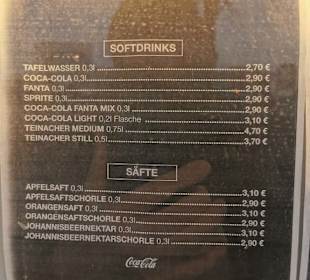 SOFTDRINKS
TAFELWASSER 0,3l 2,70 €
COCA-COLA 0,3l 2,90 €
FANTA 0,3l 2,90 €
SPRITE 0,3l 2,90 €
COCA-COLA FANTA MIX 0,3l 2,90 €
COCA-COLA LIGHT 0,2l Flasche 3,10 €
TEINACHER MEDIUM 0,75l 4,70 €
TEINACHER STILL 0,5l 3,70 €
SÄFTE
APFELSAFT 0,3l 3,10 €
APFELSAFTSCHORLE 0,3l 2,90 €
ORANGENSAFT 0,3l 3,10 €
ORANGENSAFTSCHORLE 0,3l 2,90 €
JOHANNISBEERNEKTAR 0,3l 3,10 €
JOHANNISBEERNEKTARSCHORLE 0,3l 2,90 €
Coca-Cola